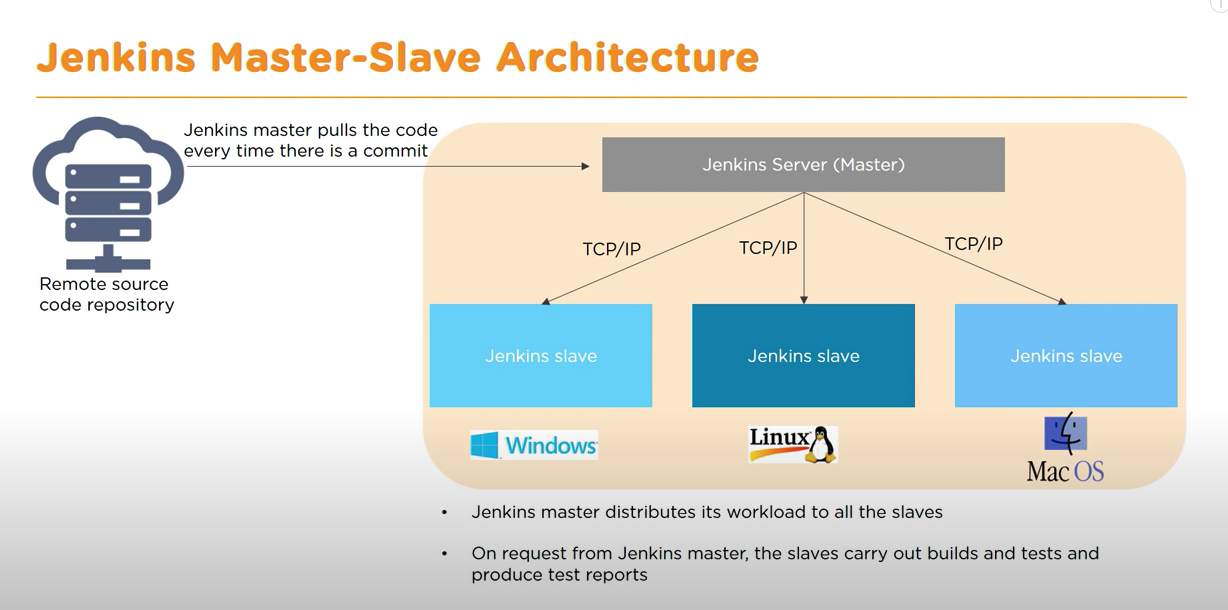 Jenkins Master-Slave Architecture
Jenkins master pulls the code
every time there is a commit
Jenkins Server (Master)
TCP/IP
TCP/IP
TCP/IP
Remote source
code repository
Jenkins slave
Jenkins slave
Jenkins slave
Windows
Linux
Mac OS
• Jenkins master distributes its workload to all the slaves
• On request from Jenkins master, the slaves carry out builds and tests and
produce test reports